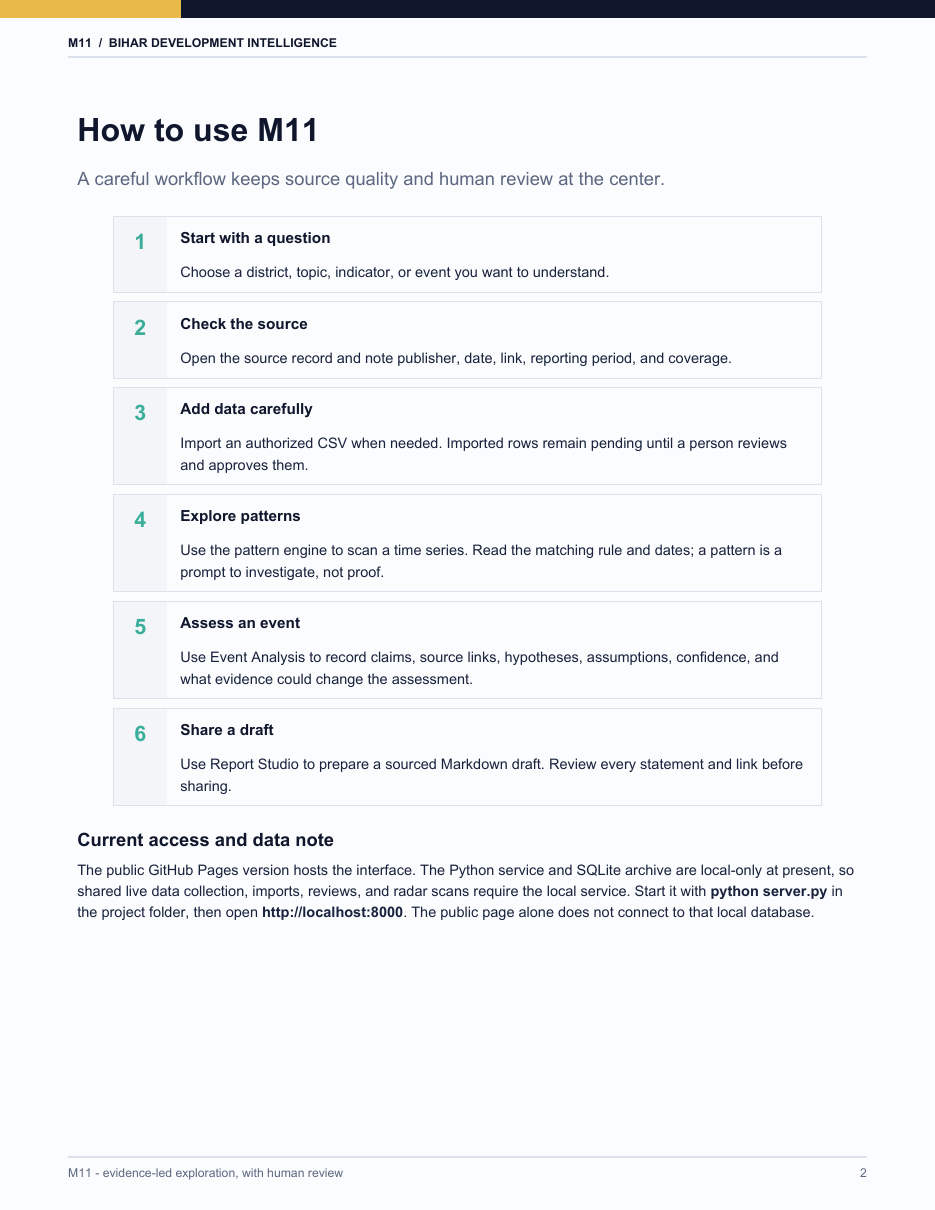 M11 / BIHAR DEVELOPMENT INTELLIGENCE
How to use M11
A careful workflow keeps source quality and human review at the center.
1
Start with a question
Choose a district, topic, indicator, or event you want to understand.
2
Check the source
Open the source record and note publisher, date, link, reporting period, and coverage.
3
Add data carefully
Import an authorized CSV when needed. Imported rows remain pending until a person reviews
and approves them.
4
Explore patterns
Use the pattern engine to scan a time series. Read the matching rule and dates; a pattern is a
prompt to investigate, not proof.
5
Assess an event
Use Event Analysis to record claims, source links, hypotheses, assumptions, confidence, and
what evidence could change the assessment.
6
Share a draft
Use Report Studio to prepare a sourced Markdown draft. Review every statement and link before
sharing.
Current access and data note
The public GitHub Pages version hosts the interface. The Python service and SQLite archive are local-only at present, so
shared live data collection, imports, reviews, and radar scans require the local service. Start it with python server.py in
the project folder, then open http://localhost:8000. The public page alone does not connect to that local database.
M11 - evidence-led exploration, with human review
2